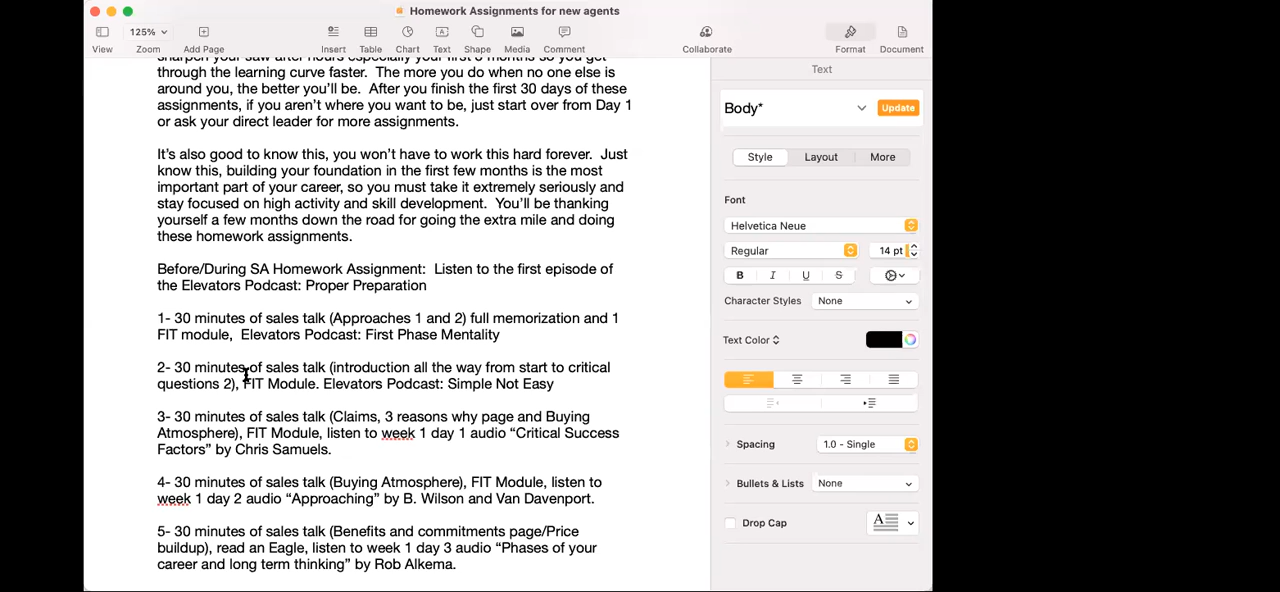 Homework Assignments for new agents
125%
View Zoom Add Page Insert Table Chart Text Shape Media Comment Collaborate Format Document
sharpen your saw after hours especially your first 3 months so you get
through the learning curve faster.  The more you do when no one else is
around you, the better you'll be.  After you finish the first 30 days of these
assignments, if you aren't where you want to be, just start over from Day 1
or ask your direct leader for more assignments.
It's also good to know this, you won't have to work this hard forever.  Just
know this, building your foundation in the first few months is the most
important part of your career, so you must take it extremely seriously and
stay focused on high activity and skill development.  You'll be thanking
yourself a few months down the road for going the extra mile and doing
these homework assignments.
Before/During SA Homework Assignment:  Listen to the first episode of
the Elevators Podcast: Proper Preparation
1- 30 minutes of sales talk (Approaches 1 and 2) full memorization and 1
FIT module,  Elevators Podcast: First Phase Mentality
2- 30 minutes of sales talk (introduction all the way from start to critical
questions 2), FIT Module. Elevators Podcast: Simple Not Easy
3- 30 minutes of sales talk (Claims, 3 reasons why page and Buying
Atmosphere), FIT Module, listen to week 1 day 1 audio “Critical Success
Factors” by Chris Samuels.
4- 30 minutes of sales talk (Buying Atmosphere), FIT Module, listen to
week 1 day 2 audio “Approaching” by B. Wilson and Van Davenport.
5- 30 minutes of sales talk (Benefits and commitments page/Price
buildup), read an Eagle, listen to week 1 day 3 audio “Phases of your
career and long term thinking” by Rob Alkema.
Text
Body*
Update
Style Layout More
Font
Helvetica Neue
Regular 14 pt
B I U S
Character Styles None
Text Color
Spacing 1.0 - Single
Bullets & Lists None
Drop Cap A